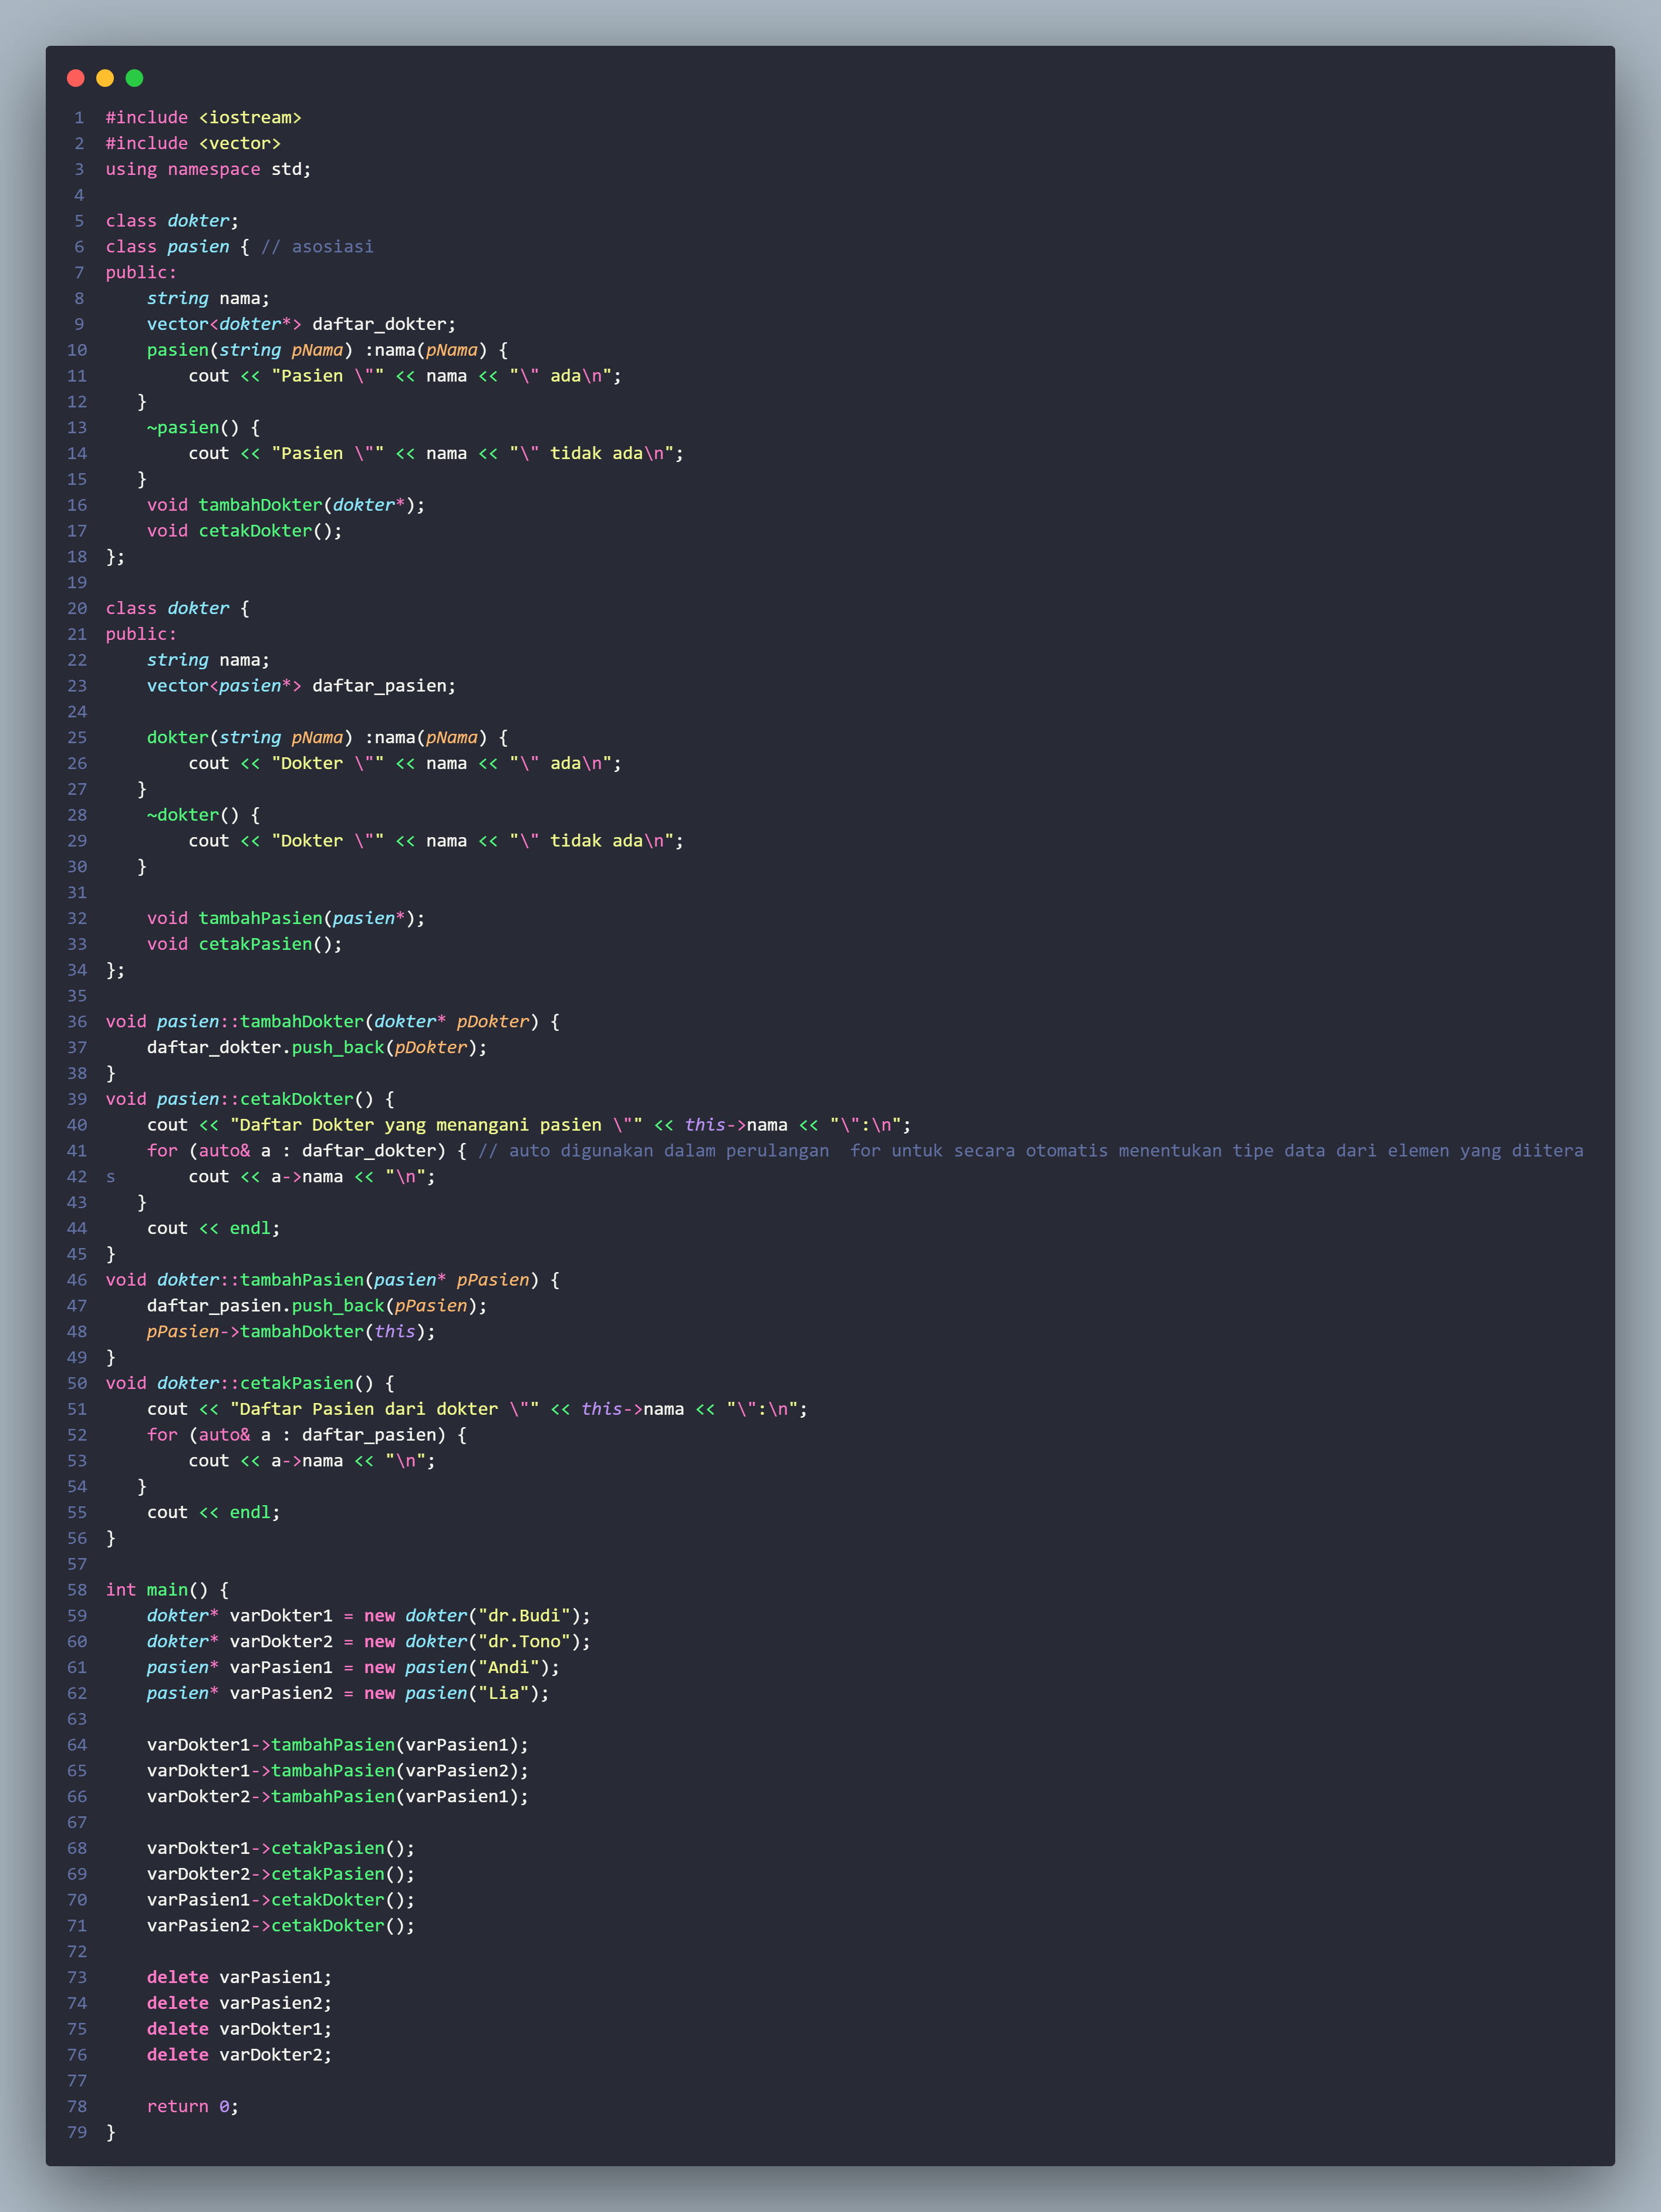 1 #include <iostream>
2 #include <vector>
3 using namespace std;
4
5 class dokter;
6 class pasien { // asosiasi
7 public:
8     string nama;
9     vector<dokter*> daftar_dokter;
10     pasien(string pNama) :nama(pNama) {
11         cout << "Pasien \"" << nama << "\" ada\n";
12    }
13     ~pasien() {
14         cout << "Pasien \"" << nama << "\" tidak ada\n";
15    }
16     void tambahDokter(dokter*);
17     void cetakDokter();
18 };
19
20 class dokter {
21 public:
22     string nama;
23     vector<pasien*> daftar_pasien;
24
25     dokter(string pNama) :nama(pNama) {
26         cout << "Dokter \"" << nama << "\" ada\n";
27    }
28     ~dokter() {
29         cout << "Dokter \"" << nama << "\" tidak ada\n";
30    }
31
32     void tambahPasien(pasien*);
33     void cetakPasien();
34 };
35
36 void pasien::tambahDokter(dokter* pDokter) {
37     daftar_dokter.push_back(pDokter);
38 }
39 void pasien::cetakDokter() {
40     cout << "Daftar Dokter yang menangani pasien \"" << this->nama << "\":\n";
41     for (auto& a : daftar_dokter) { // auto digunakan dalam perulangan  for untuk secara otomatis menentukan tipe data dari elemen yang diitera
42 s       cout << a->nama << "\n";
43    }
44     cout << endl;
45 }
46 void dokter::tambahPasien(pasien* pPasien) {
47     daftar_pasien.push_back(pPasien);
48     pPasien->tambahDokter(this);
49 }
50 void dokter::cetakPasien() {
51     cout << "Daftar Pasien dari dokter \"" << this->nama << "\":\n";
52     for (auto& a : daftar_pasien) {
53         cout << a->nama << "\n";
54    }
55     cout << endl;
56 }
57
58 int main() {
59     dokter* varDokter1 = new dokter("dr.Budi");
60     dokter* varDokter2 = new dokter("dr.Tono");
61     pasien* varPasien1 = new pasien("Andi");
62     pasien* varPasien2 = new pasien("Lia");
63
64     varDokter1->tambahPasien(varPasien1);
65     varDokter1->tambahPasien(varPasien2);
66     varDokter2->tambahPasien(varPasien1);
67
68     varDokter1->cetakPasien();
69     varDokter2->cetakPasien();
70     varPasien1->cetakDokter();
71     varPasien2->cetakDokter();
72
73     delete varPasien1;
74     delete varPasien2;
75     delete varDokter1;
76     delete varDokter2;
77
78     return 0;
79 }